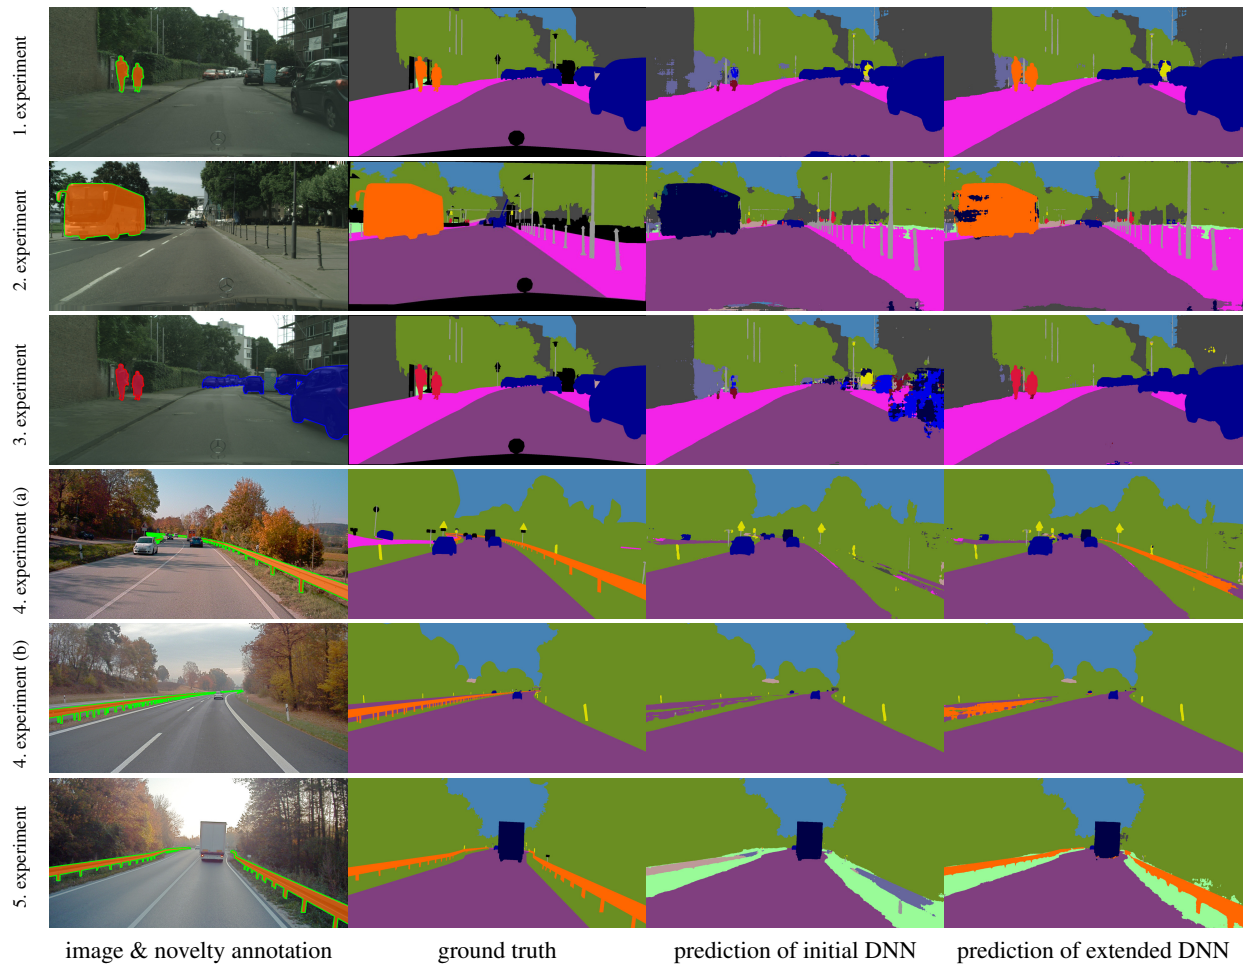 1. experiment
2. experiment
3. experiment
4. experiment (a)
4. experiment (b)
5. experiment
image & novelty annotation
ground truth
prediction of initial DNN
prediction of extended DNN